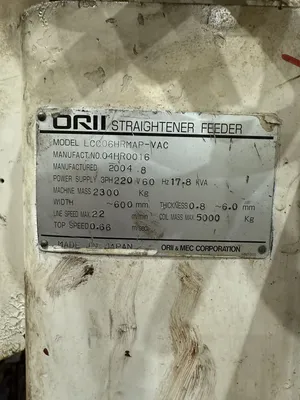 ORII STRAIGHTENER FEEDER
MODEL LCC06HRMAP-VAC
MANUFACT.NO.04HR0016
MANUFACTURED 2004.8
POWER SUPPLY 3PH 220 V 60 Hz 17.8 KVA
MACHINE MASS 2300 Kg
WIDTH ~600 mm THICKNESS 0.8 ~6.0 mm
LINE SPEED MAX. 22 m/min COIL MASS MAX 5000 Kg
TOP SPEED 0.66 m/sec
MADE IN JAPAN ORII & MEC CORPORATION